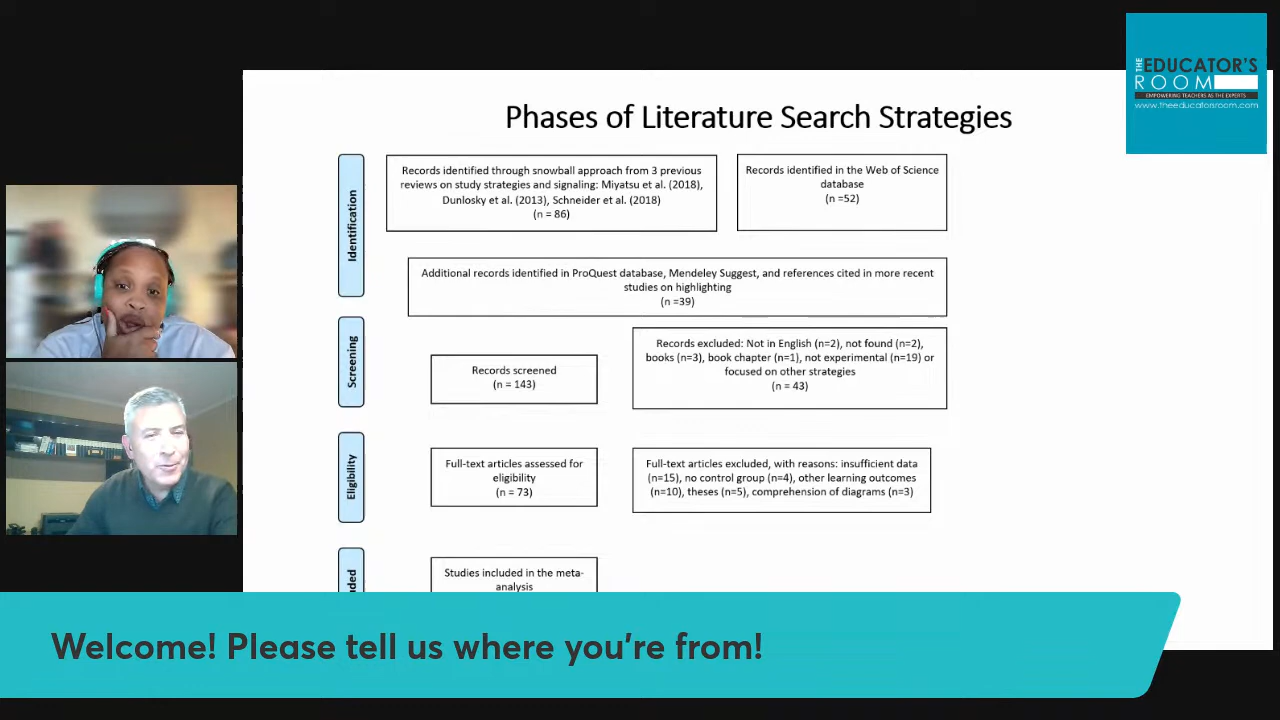 THE EDUCATOR'S
ROOM
EMPOWERING TEACHERS AS THE EXPERTS
www.theeducatorsroom.com
Phases of Literature Search Strategies
Identification
Records identified through snowball approach from 3 previous
reviews on study strategies and signaling: Miyatsu et al. (2018),
Dunlosky et al. (2013), Schneider et al. (2018)
(n = 86)
Records identified in the Web of Science
database
(n =52)
Additional records identified in ProQuest database, Mendeley Suggest, and references cited in more recent
studies on highlighting
(n =39)
Screening
Records screened
(n = 143)
Records excluded: Not in English (n=2), not found (n=2),
books (n=3), book chapter (n=1), not experimental (n=19) or
focused on other strategies
(n = 43)
Eligibility
Full-text articles assessed for
eligibility
(n = 73)
Full-text articles excluded, with reasons: insufficient data
(n=15), no control group (n=4), other learning outcomes
(n=10), theses (n=5), comprehension of diagrams (n=3)
Studies included in the meta-
analysis
Welcome! Please tell us where you're from!